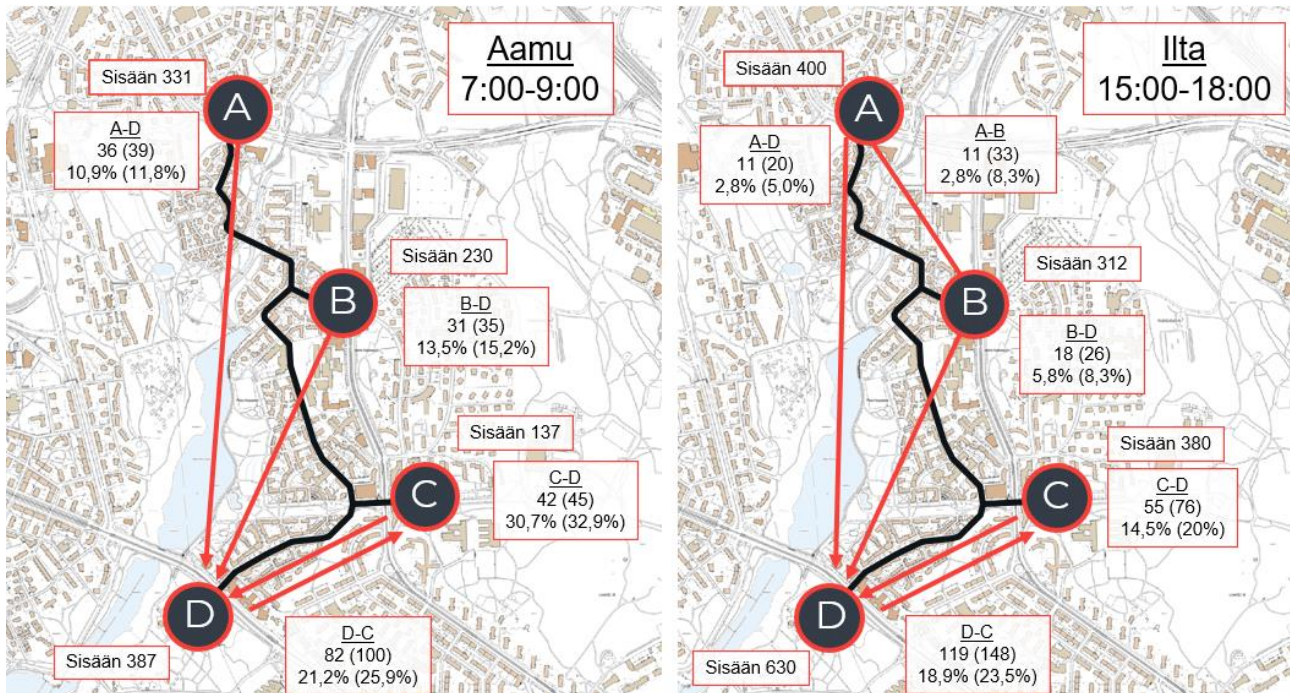 Aamu
7:00-9:00
Sisään 331
A
A-D
36 (39)
10,9% (11,8%)
Sisään 230
B
B-D
31 (35)
13,5% (15,2%)
Sisään 137
C
C-D
42 (45)
30,7% (32,9%)
D
D-C
82 (100)
21,2% (25,9%)
Sisään 387
Ilta
15:00-18:00
Sisään 400
A
A-D
11 (20)
2,8% (5,0%)
A-B
11 (33)
2,8% (8,3%)
Sisään 312
B
B-D
18 (26)
5,8% (8,3%)
Sisään 380
C
C-D
55 (76)
14,5% (20%)
D
D-C
119 (148)
18,9% (23,5%)
Sisään 630